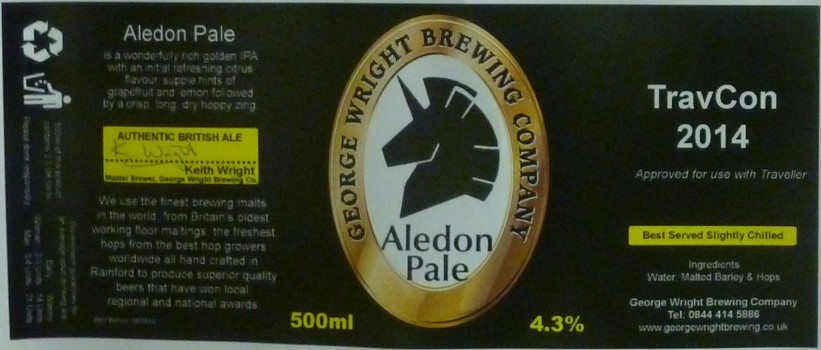 Aledon Pale
is a wonderfully rich golden IPA
with an initial refreshing citrus
flavour, supple hints of
grapefruit and lemon followed
by a crisp, long, dry hoppy zing.
AUTHENTIC BRITISH ALE
K Wright
Keith Wright
Master Brewer, George Wright Brewing Co.
We use the finest brewing malts
in the world, from Britain's oldest
working floor maltings, the freshest
hops from the best hop growers
worldwide all hand crafted in
Rainford to produce superior quality
beers that have won local
regional and national awards.
Please drink responsibly
GEORGE WRIGHT BREWING COMPANY
Aledon
Pale
500ml
4.3%
TravCon
2014
Approved for use with Traveller
Best Served Slightly Chilled
Ingredients
Water, Malted Barley & Hops
George Wright Brewing Company
Tel: 0844 414 5886
www.georgewrightbrewing.co.uk